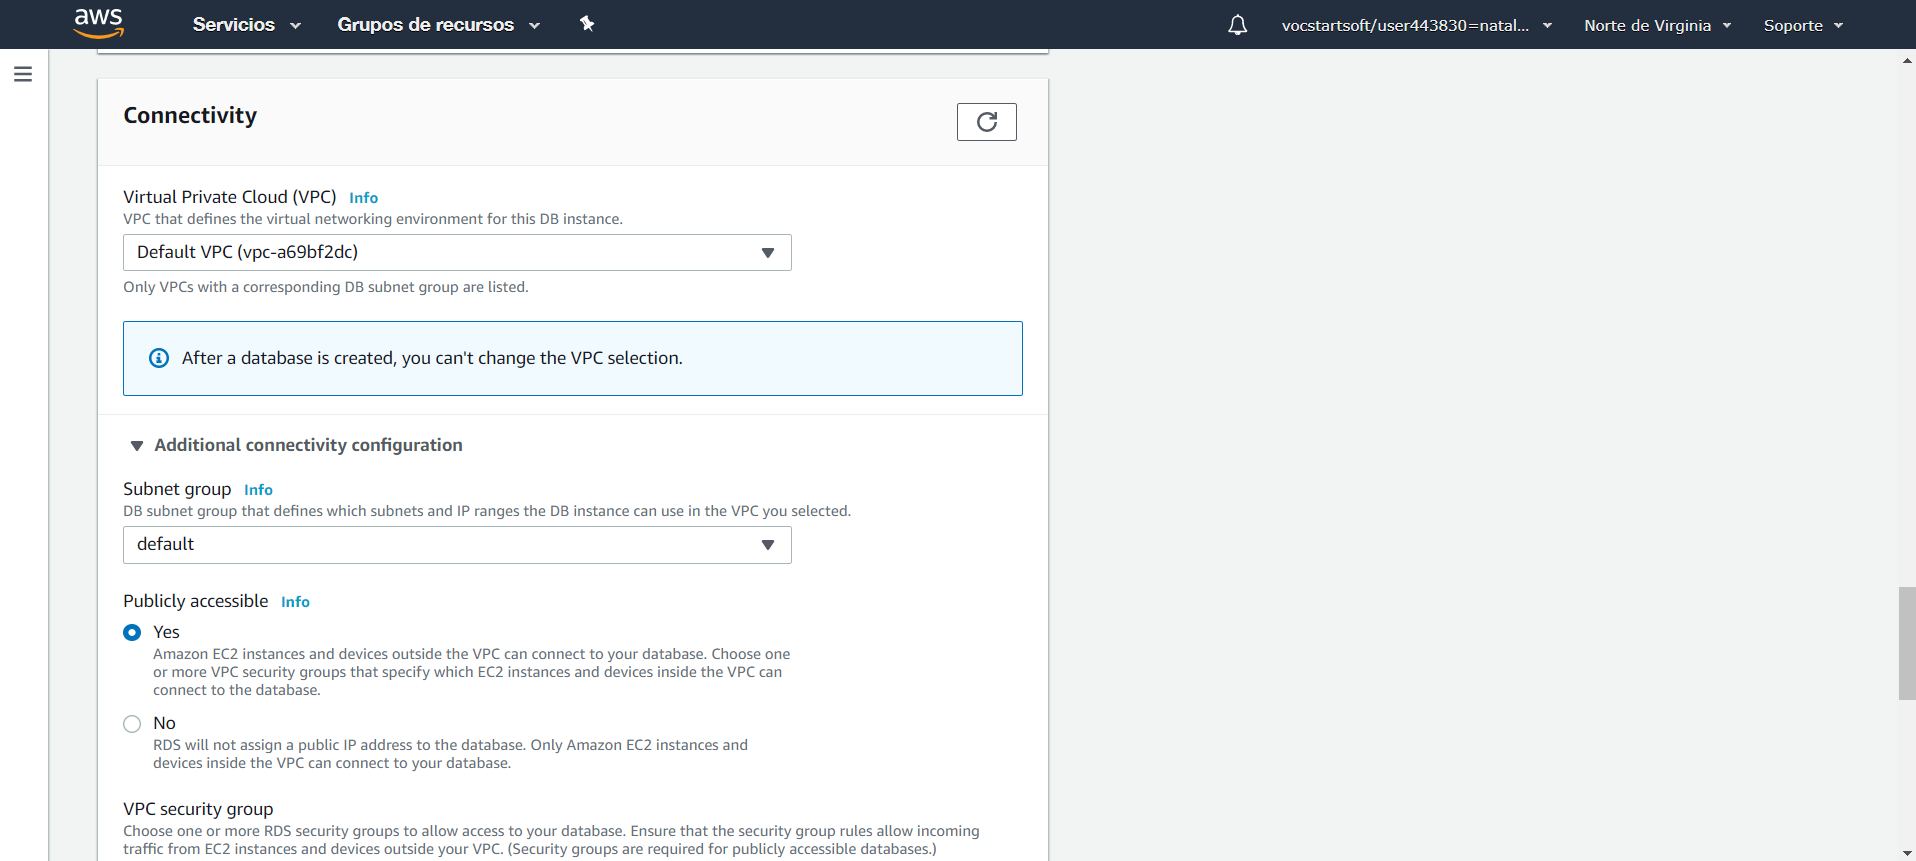 aws Servicios Grupos de recursos vocstartsoft/user443830=natal... Norte de Virginia Soporte
Connectivity
Virtual Private Cloud (VPC) Info
VPC that defines the virtual networking environment for this DB instance.
Default VPC (vpc-a69bf2dc)
Only VPCs with a corresponding DB subnet group are listed.
After a database is created, you can't change the VPC selection.
Additional connectivity configuration
Subnet group Info
DB subnet group that defines which subnets and IP ranges the DB instance can use in the VPC you selected.
default
Publicly accessible Info
Yes
Amazon EC2 instances and devices outside the VPC can connect to your database. Choose one
or more VPC security groups that specify which EC2 instances and devices inside the VPC can
connect to the database.
No
RDS will not assign a public IP address to the database. Only Amazon EC2 instances and
devices inside the VPC can connect to your database.
VPC security group
Choose one or more RDS security groups to allow access to your database. Ensure that the security group rules allow incoming
traffic from EC2 instances and devices outside your VPC. (Security groups are required for publicly accessible databases.)